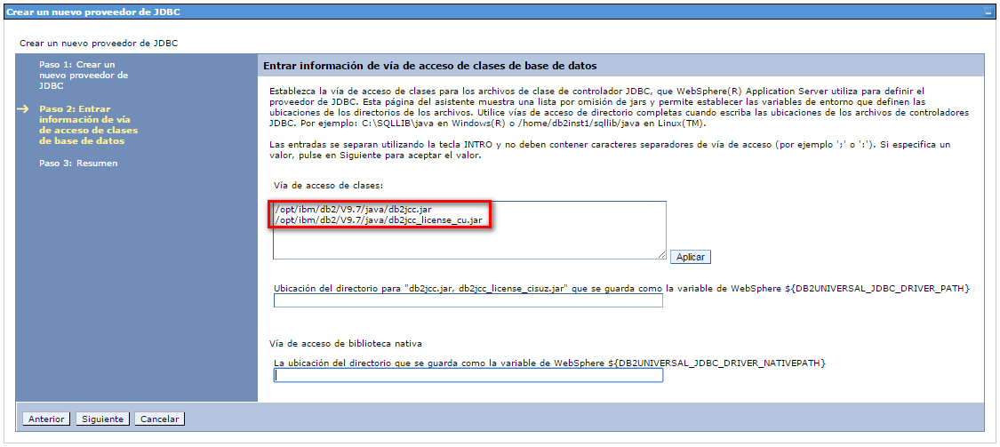 Crear un nuevo proveedor de JDBC
Crear un nuevo proveedor de JDBC
Paso 1: Crear un
nuevo proveedor de
JDBC
Paso 2: Entrar
información de vía
de acceso de clases
de base de datos
Paso 3: Resumen
Entrar información de vía de acceso de clases de base de datos
Establezca la vía de acceso de clases para los archivos de clase de controlador JDBC, que WebSphere(R) Application Server utiliza para definir el
proveedor de JDBC. Esta página del asistente muestra una lista por omisión de jars y permite establecer las variables de entorno que definen las
ubicaciones de los directorios de los archivos. Utilice vías de acceso de directorio completas cuando escriba las ubicaciones de los archivos de controladores
JDBC. Por ejemplo: C:\SQLLIB\java en Windows(R) o /home/db2inst1/sqllib/java en Linux(TM).
Las entradas se separan utilizando la tecla INTRO y no deben contener caracteres separadores de vía de acceso (por ejemplo ';' o ':'). Si especifica un
valor, pulse en Siguiente para aceptar el valor.
Vía de acceso de clases:
/opt/ibm/db2/V9.7/java/db2jcc.jar
/opt/ibm/db2/V9.7/java/db2jcc_license_cu.jar
Aplicar
Ubicación del directorio para "db2jcc.jar, db2jcc_license_cisuz.jar" que se guarda como la variable de WebSphere ${DB2UNIVERSAL_JDBC_DRIVER_PATH}
Vía de acceso de biblioteca nativa
La ubicación del directorio que se guarda como la variable de WebSphere ${DB2UNIVERSAL_JDBC_DRIVER_NATIVEPATH}
Anterior Siguiente Cancelar